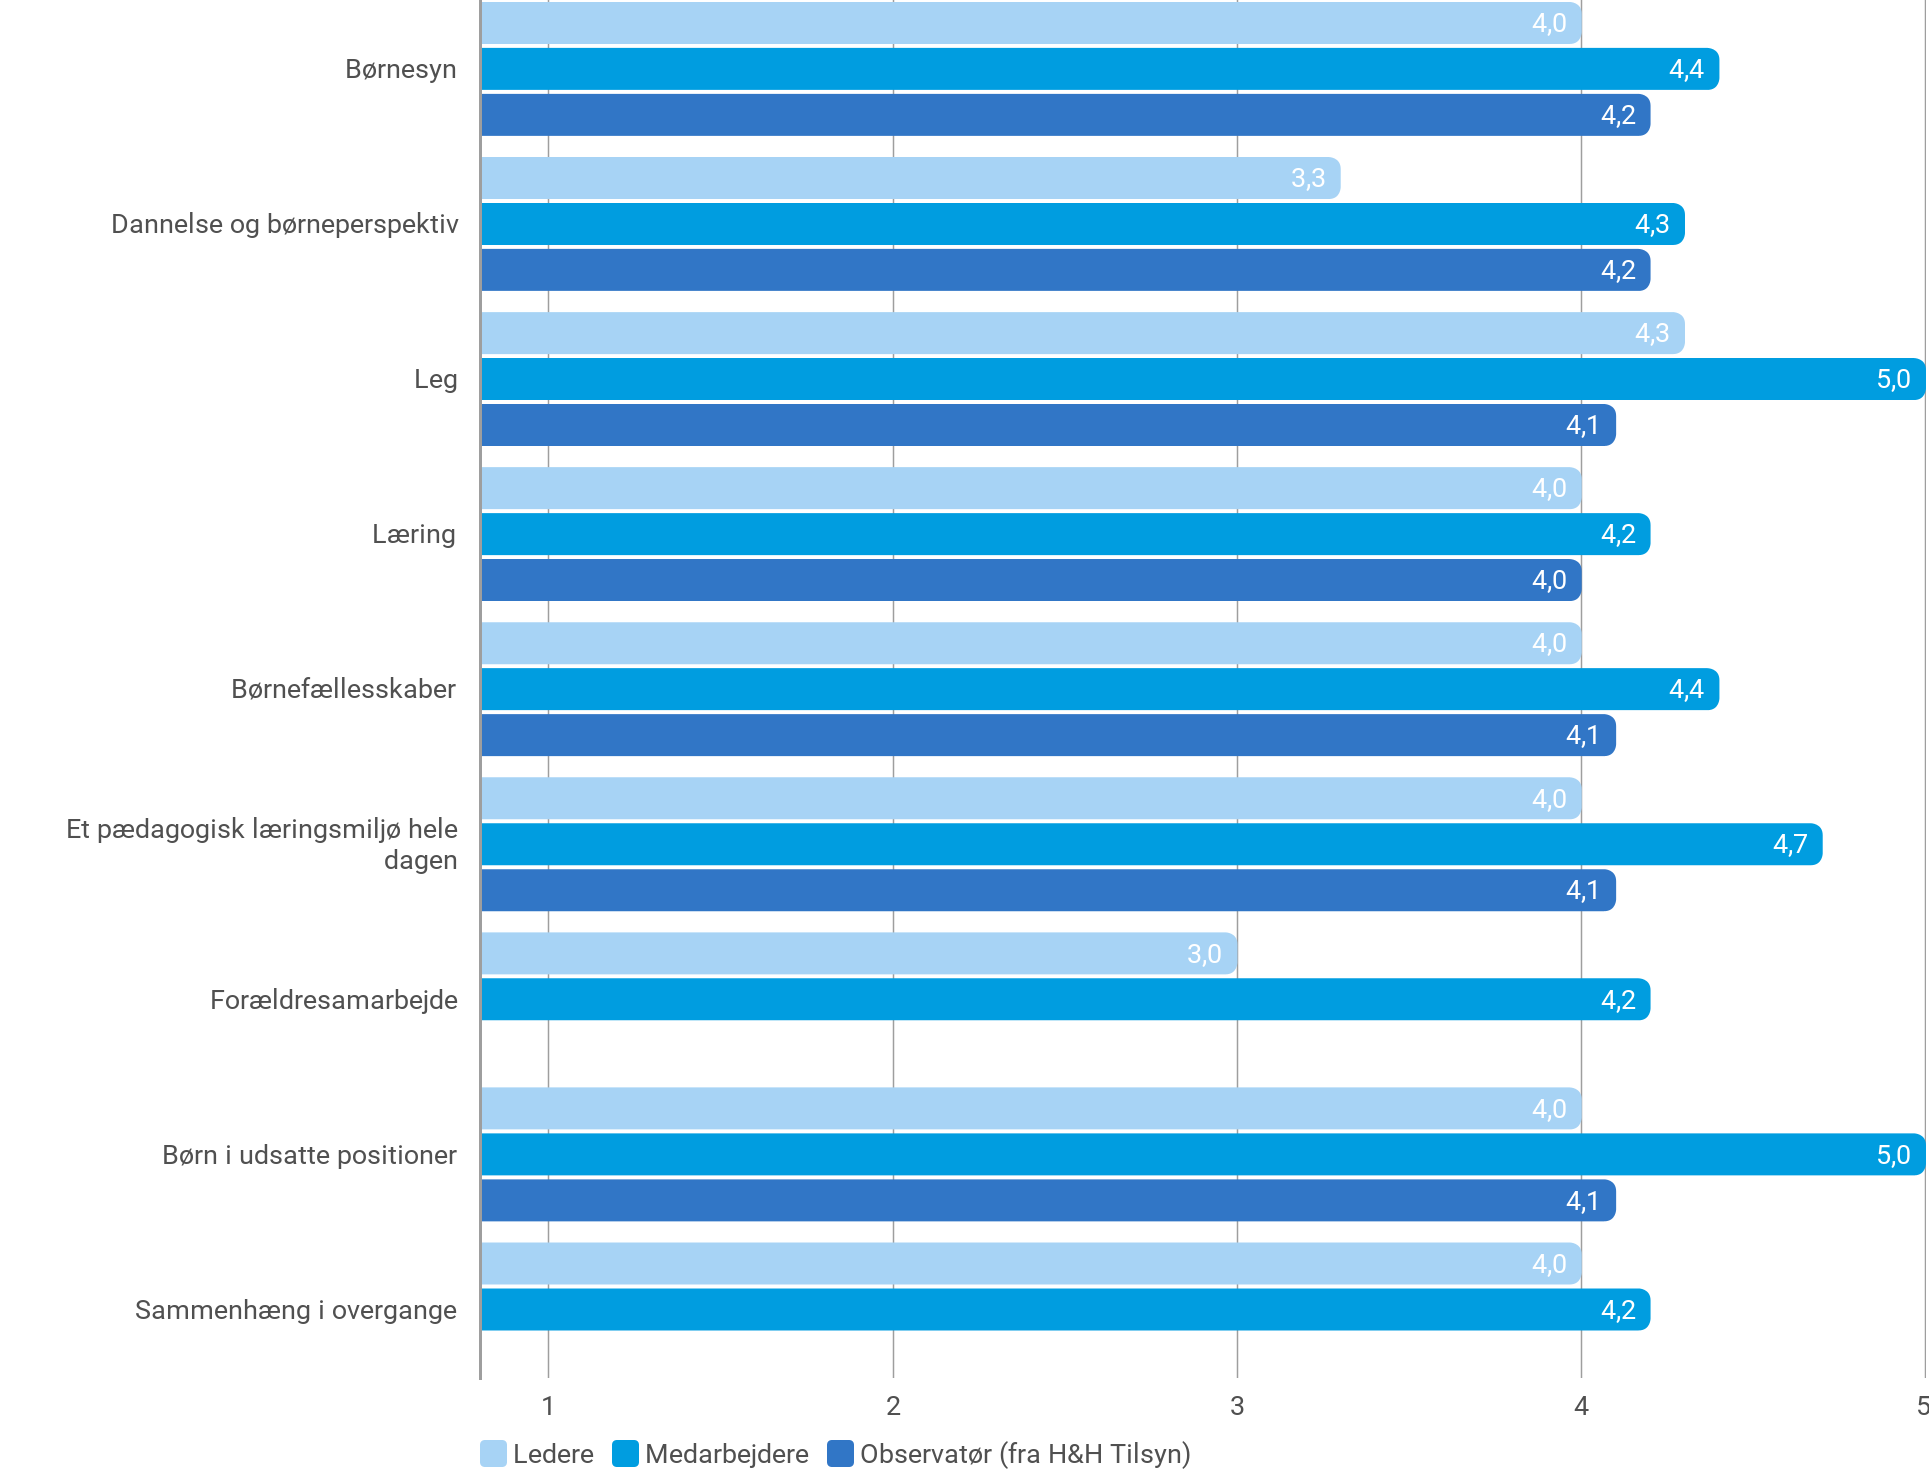 4,0
Børnesyn
4,4
4,2
3,3
Dannelse og børneperspektiv
4,3
4,2
4,3
Leg
5,0
4,1
4,0
Læring
4,2
4,0
4,0
Børnefællesskaber
4,4
4,1
4,0
Et pædagogisk læringsmiljø hele
dagen
4,7
4,1
3,0
Forældresamarbejde
4,2
4,0
Børn i udsatte positioner
5,0
4,1
4,0
Sammenhæng i overgange
4,2
1 2 3 4 5
Ledere Medarbejdere Observatør (fra H&H Tilsyn)